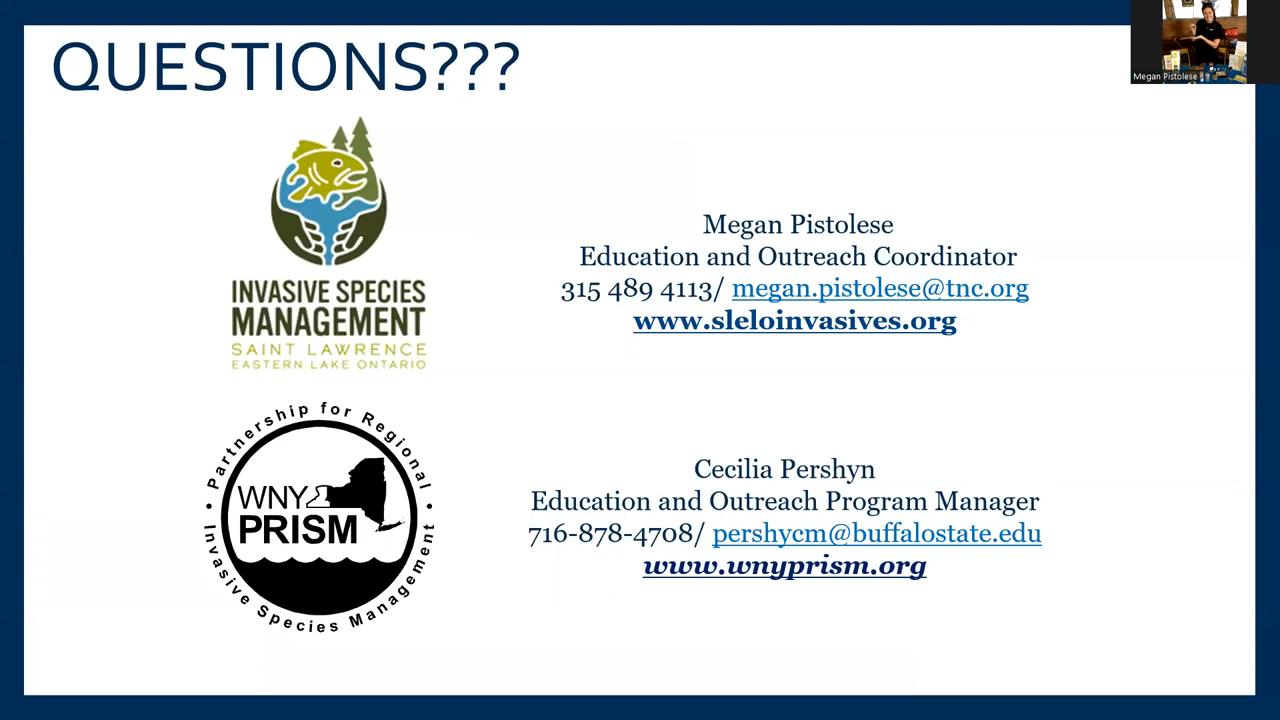 QUESTIONS???
Megan Pistolese
INVASIVE SPECIES
MANAGEMENT
SAINT LAWRENCE
EASTERN LAKE ONTARIO
Megan Pistolese
Education and Outreach Coordinator
315 489 4113/ megan.pistolese@tnc.org
www.sleloinvasives.org
Partnership for Regional
WNY
PRISM
Invasive Species Management
Cecilia Pershyn
Education and Outreach Program Manager
716-878-4708/ pershycm@buffalostate.edu
www.wnyprism.org